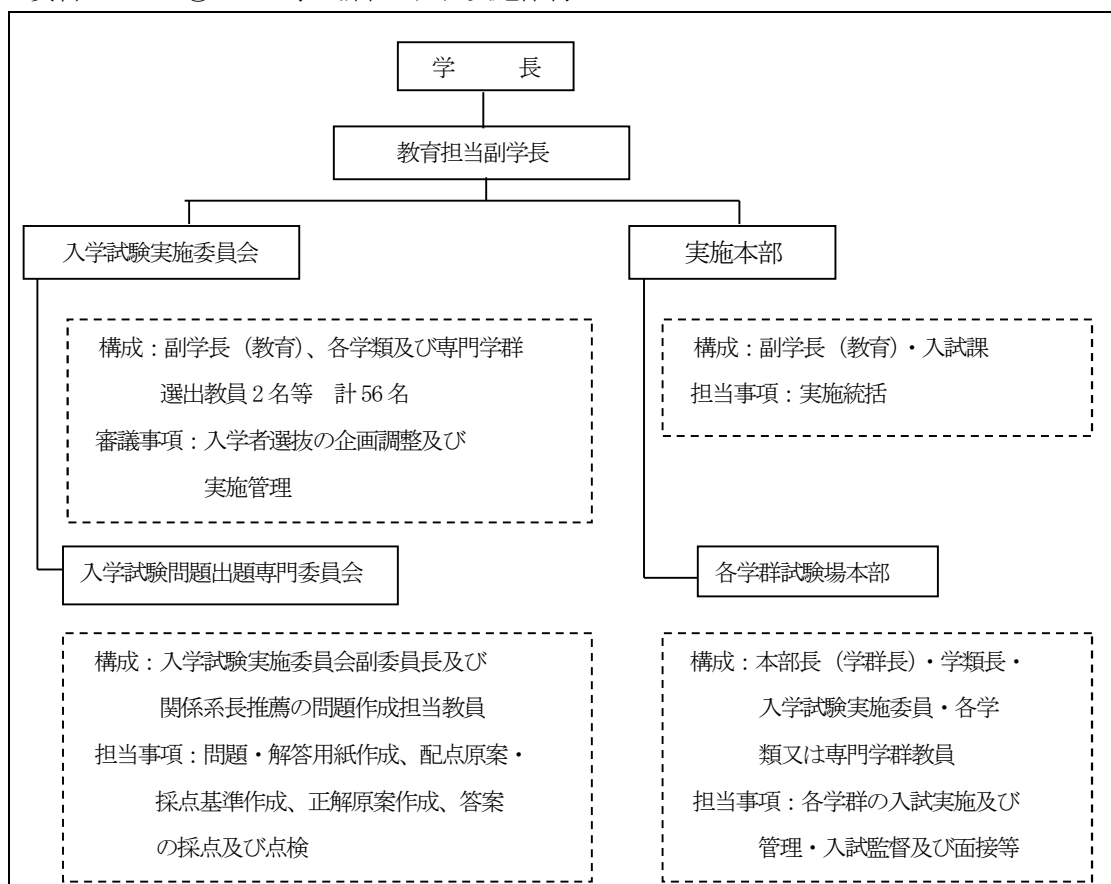 学　　　長
教育担当副学長
入学試験実施委員会
構成：副学長（教育）、各学類及び専門学群
選出教員2名等　計56名
審議事項：入学者選抜の企画調整及び
実施管理
入学試験問題出題専門委員会
構成：入学試験実施委員会副委員長及び
関係系長推薦の問題作成担当教員
担当事項：問題・解答用紙作成、配点原案・
採点基準作成、正解原案作成、答案
の採点及び点検
実施本部
構成：副学長（教育）・入試課
担当事項：実施統括
各学群試験場本部
構成：本部長（学群長）・学類長・
入学試験実施委員・各学
類又は専門学群教員
担当事項：各学群の入試実施及び
管理・入試監督及び面接等